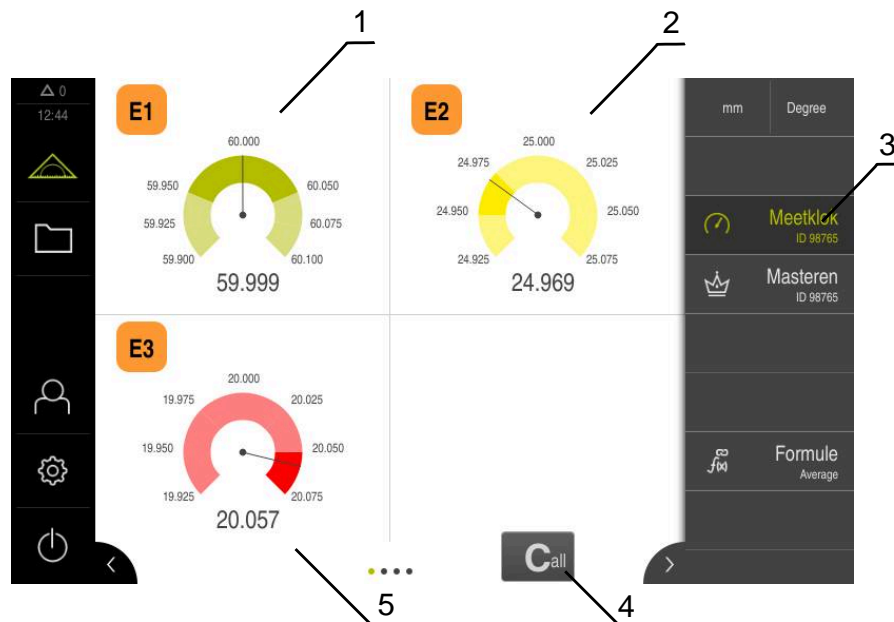 1
2
△ 0
12:44
E1
60.000
59.950
60.050
59.925
60.075
59.900
60.100
59.999
E2
25.000
24.975
25.025
24.950
25.050
24.925
25.075
24.969
mm
Degree
3
Meetklok
ID 98765
Masteren
ID 98765
E3
20.000
19.975
20.025
19.950
20.050
19.925
20.075
20.057
Formule
Average
f(x)
Call
5
4